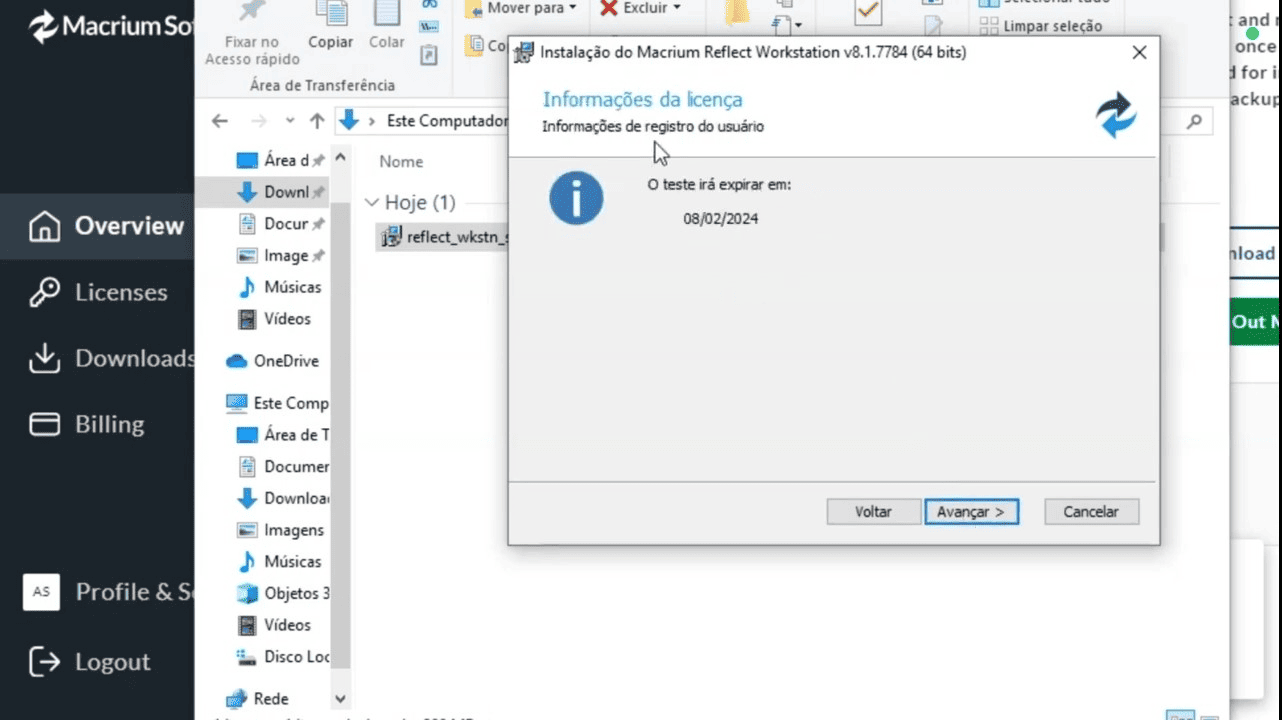 Macrium Sof
Overview
Licenses
Downloads
Billing
AS
Profile & Se
Logout
Fixar no
Acesso rápido
Copiar
Colar
Mover para
Excluir
Co
Limpar seleção
Área de Transferência
Este Computador
Nome
Hoje (1)
reflect_wkstn_s
Área d
Downl
Docur
Image
Músicas
Vídeos
OneDrive
Este Comp
Área de T
Documer
Downloa
Imagens
Músicas
Objetos 3
Vídeos
Disco Loc
Rede
Instalação do Macrium Reflect Workstation v8.1.7784 (64 bits)
Informações da licença
Informações de registro do usuário
O teste irá expirar em:
08/02/2024
Voltar
Avançar >
Cancelar
t and
once
d for i
ackup
nload
Out M